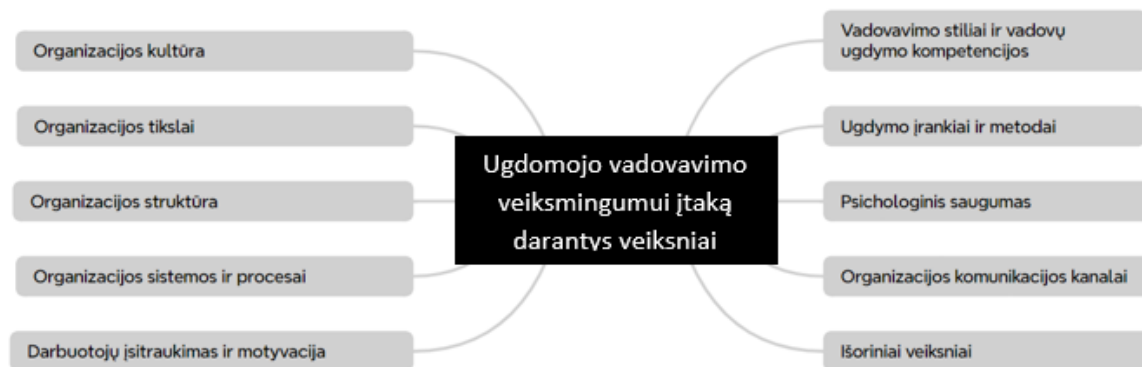 Organizacijos kultūra
Organizacijos tikslai
Organizacijos struktūra
Organizacijos sistemos ir procesai
Darbuotojų įsitraukimas ir motyvacija
Ugdomojo vadovavimo
veiksmingumui įtaką
darantys veiksniai
Vadovavimo stiliai ir vadovų
ugdymo kompetencijos
Ugdymo įrankiai ir metodai
Psichologinis saugumas
Organizacijos komunikacijos kanalai
Išoriniai veiksniai